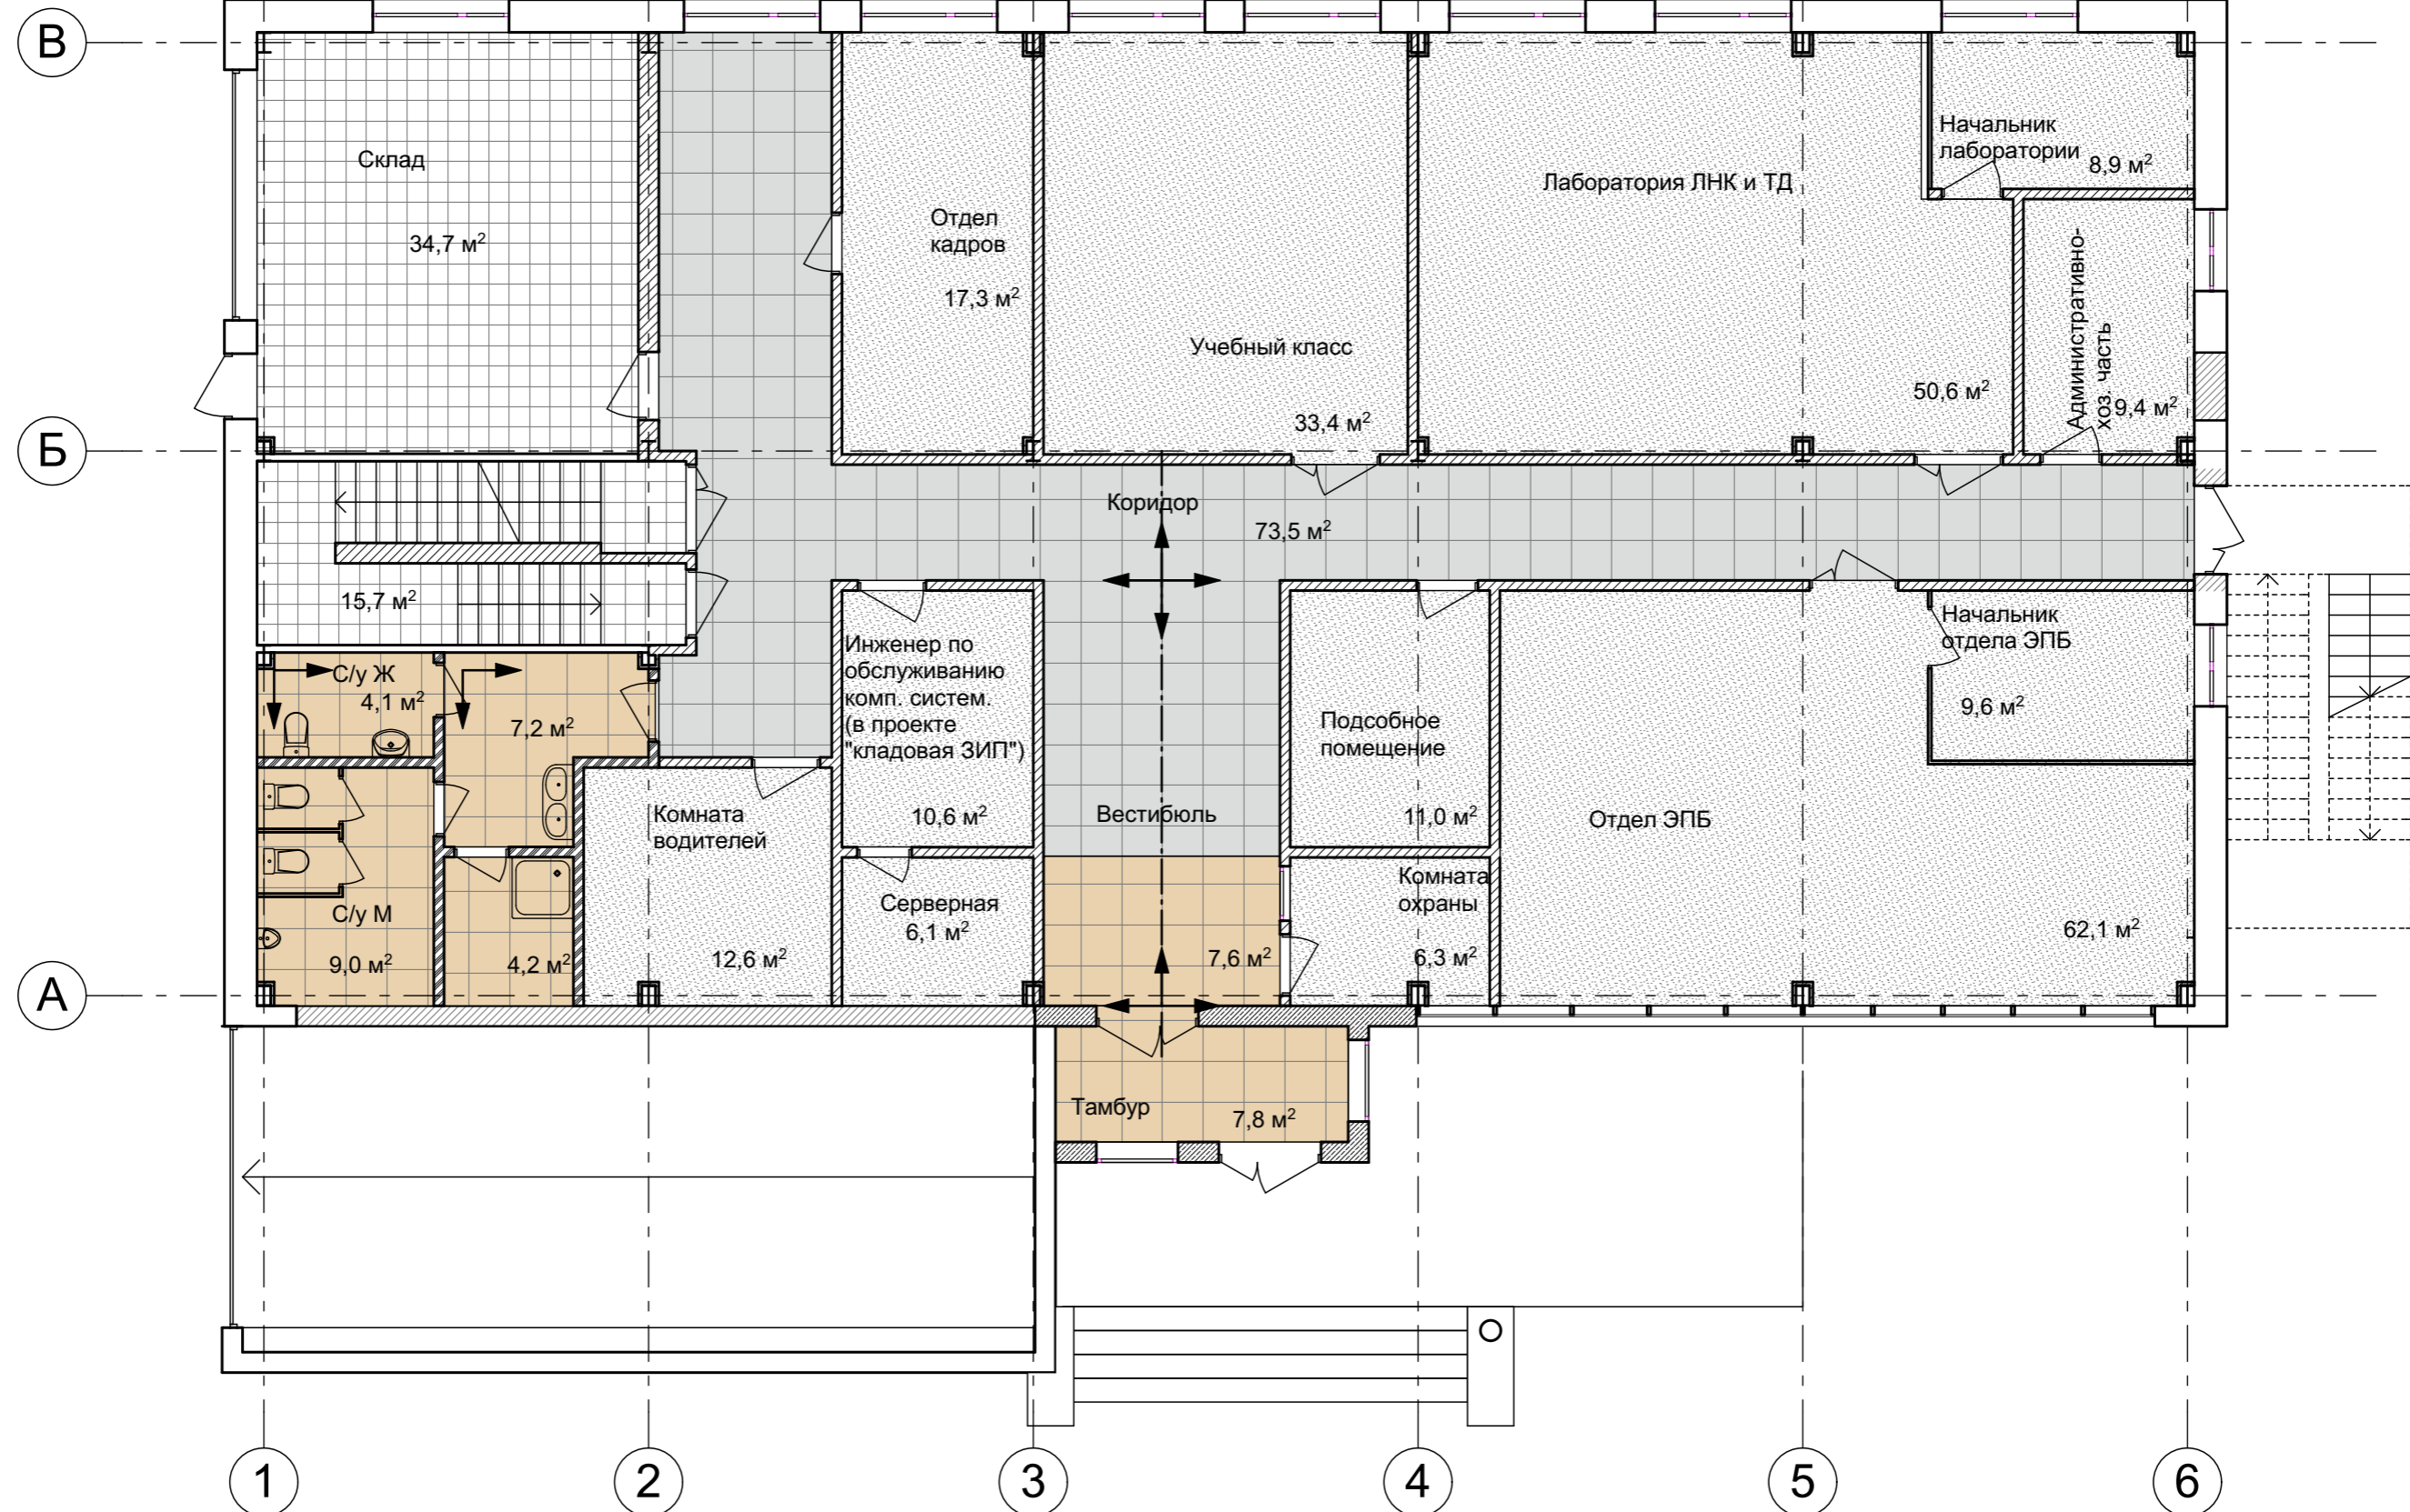 В
Склад
34,7 м²
Отдел
кадров
17,3 м²
Учебный класс
33,4 м²
Лаборатория ЛНК и ТД
50,6 м²
Начальник
лаборатории
8,9 м²
Административно-
хоз. часть
9,4 м²
Б
Коридор
73,5 м²
15,7 м²
С/у Ж
4,1 м²
7,2 м²
Инженер по
обслуживанию
комп. систем.
(в проекте
"кладовая ЗИП")
10,6 м²
Подсобное
помещение
11,0 м²
Начальник
отдела ЭПБ
9,6 м²
Комната
водителей
12,6 м²
Вестибюль
7,6 м²
Отдел ЭПБ
62,1 м²
Комната
охраны
6,3 м²
Серверная
6,1 м²
С/у М
9,0 м²
4,2 м²
А
Тамбур
7,8 м²
1
2
3
4
5
6